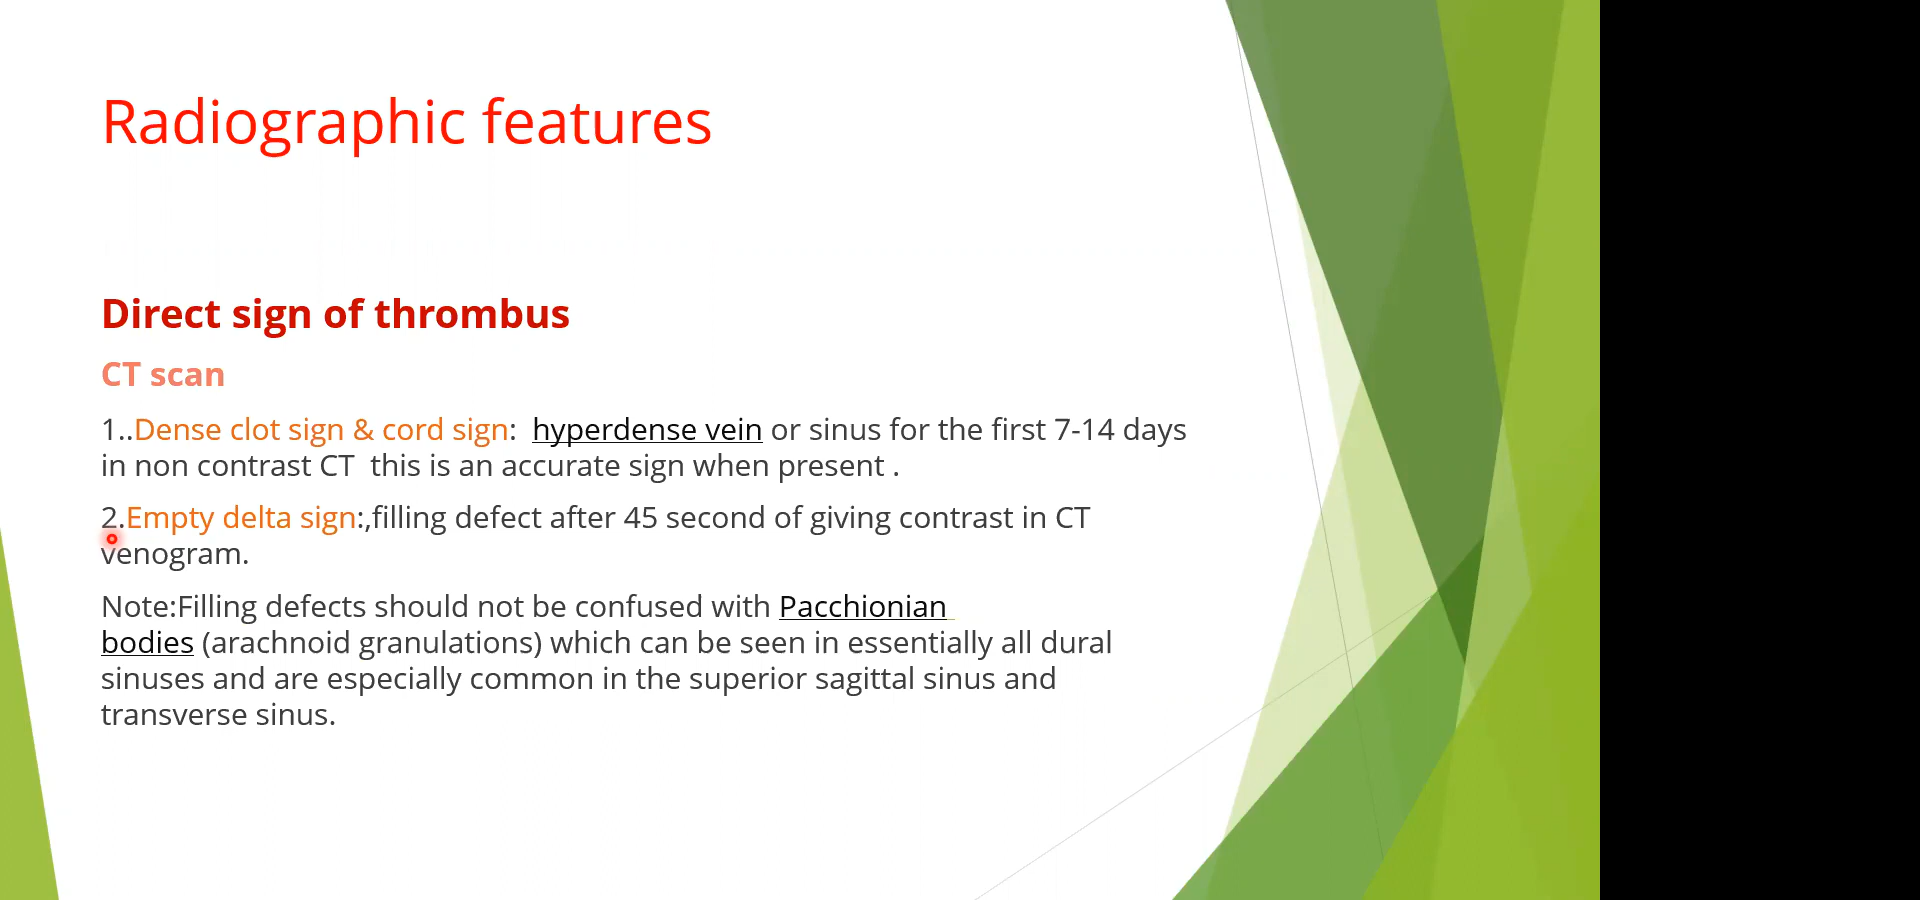 Radiographic features
Direct sign of thrombus
CT scan
1..Dense clot sign & cord sign:  hyperdense vein or sinus for the first 7-14 days
in non contrast CT  this is an accurate sign when present .
2.Empty delta sign:,filling defect after 45 second of giving contrast in CT
venogram.
Note:Filling defects should not be confused with Pacchionian
bodies (arachnoid granulations) which can be seen in essentially all dural
sinuses and are especially common in the superior sagittal sinus and
transverse sinus.